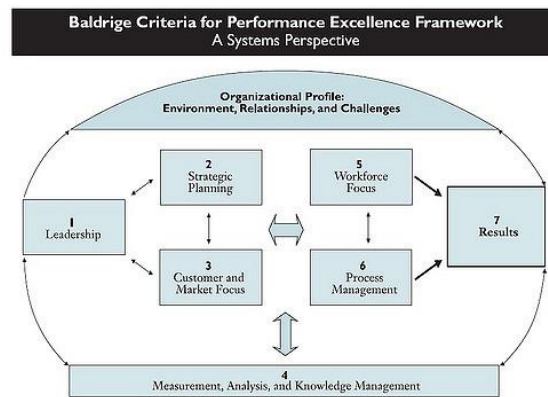 Baldrige Criteria for Performance Excellence Framework
A Systems Perspective
Organizational Profile:
Environment, Relationships, and Challenges
1
Leadership
2
Strategic
Planning
3
Customer and
Market Focus
5
Workforce
Focus
6
Process
Management
7
Results
4
Measurement, Analysis, and Knowledge Management